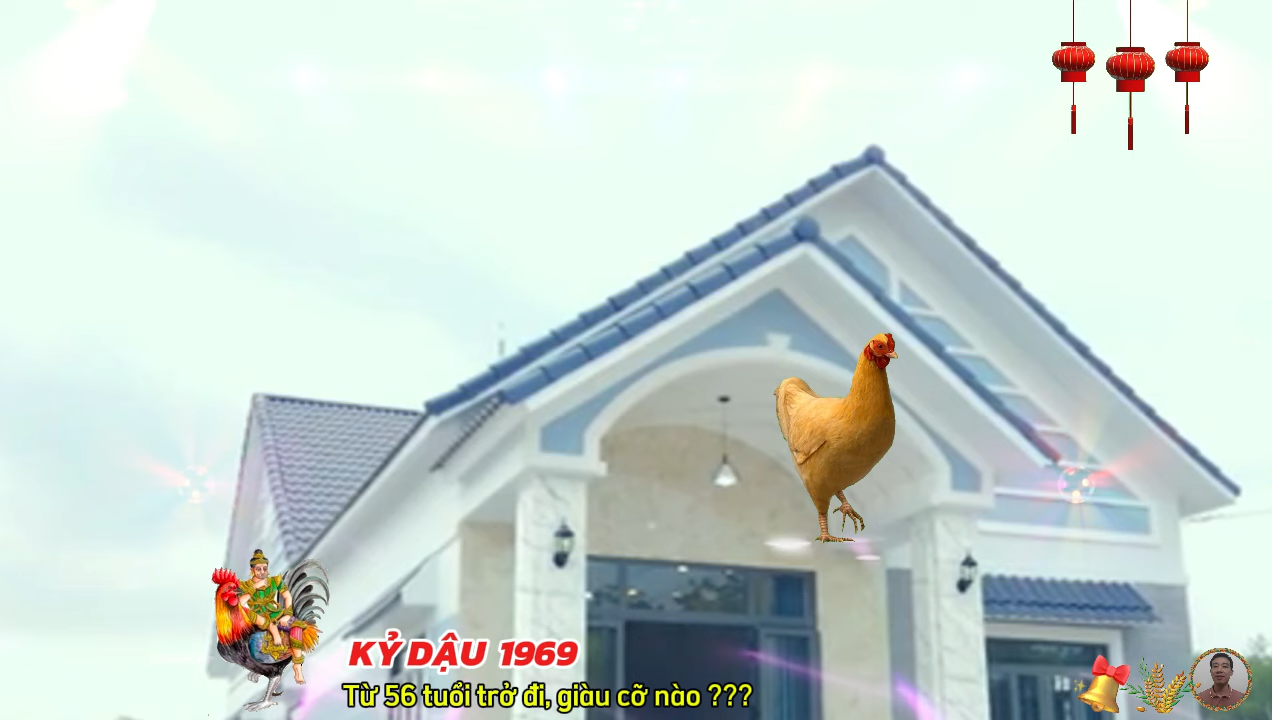 KỶ DẬU 1969
Từ 56 tuổi trở đi, giàu cỡ nào ???